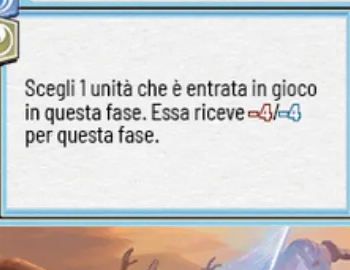 Scegli 1 unità che è entrata in gioco
in questa fase. Essa riceve -4/-4
per questa fase.